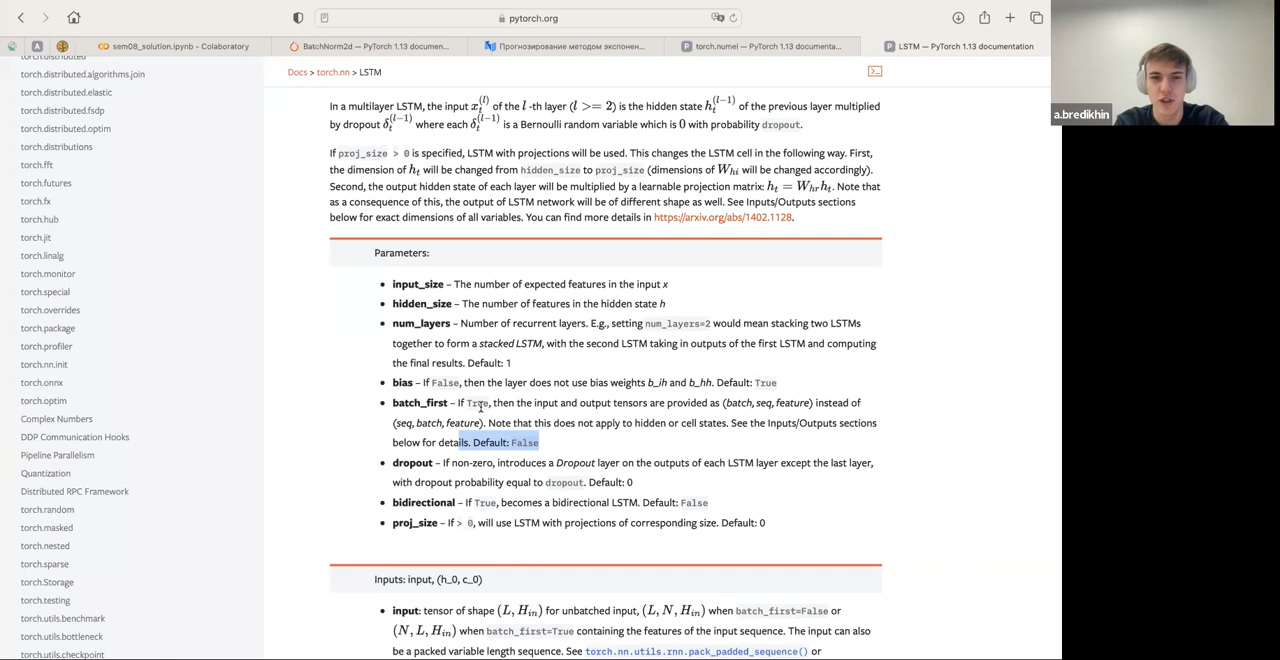 pytorch.org
A
sem08_solution.ipynb - Colaboratory
BatchNorm2d — PyTorch 1.13 documen...
Прогнозирование методом экспонен...
torch.numel — PyTorch 1.13 documenta...
LSTM — PyTorch 1.13 documentation
a.bredikhin
torch.distributed
torch.distributed.algorithms.join
torch.distributed.elastic
torch.distributed.fsdp
torch.distributed.optim
torch.distributions
torch.fft
torch.futures
torch.fx
torch.hub
torch.jit
torch.linalg
torch.monitor
torch.special
torch.overrides
torch.package
torch.profiler
torch.nn.init
torch.onnx
torch.optim
Complex Numbers
DDP Communication Hooks
Pipeline Parallelism
Quantization
Distributed RPC Framework
torch.random
torch.masked
torch.nested
torch.sparse
torch.Storage
torch.testing
torch.utils.benchmark
torch.utils.bottleneck
torch.utils.checkpoint
Docs > torch.nn > LSTM
In a multilayer LSTM, the input x_t^(l) of the l -th layer (l >= 2) is the hidden state h_t^(l−1) of the previous layer multiplied
by dropout δ_t^(l−1) where each δ_t^(l−1) is a Bernoulli random variable which is 0 with probability dropout.
If proj_size > 0 is specified, LSTM with projections will be used. This changes the LSTM cell in the following way. First,
the dimension of h_t will be changed from hidden_size to proj_size (dimensions of W_hi will be changed accordingly).
Second, the output hidden state of each layer will be multiplied by a learnable projection matrix: h_t = W_hr h_t. Note that
as a consequence of this, the output of LSTM network will be of different shape as well. See Inputs/Outputs sections
below for exact dimensions of all variables. You can find more details in https://arxiv.org/abs/1402.1128.
Parameters:
• input_size – The number of expected features in the input x
• hidden_size – The number of features in the hidden state h
• num_layers – Number of recurrent layers. E.g., setting num_layers=2 would mean stacking two LSTMs
together to form a stacked LSTM, with the second LSTM taking in outputs of the first LSTM and computing
the final results. Default: 1
• bias – If False, then the layer does not use bias weights b_ih and b_hh. Default: True
• batch_first – If True, then the input and output tensors are provided as (batch, seq, feature) instead of
(seq, batch, feature). Note that this does not apply to hidden or cell states. See the Inputs/Outputs sections
below for details. Default: False
• dropout – If non-zero, introduces a Dropout layer on the outputs of each LSTM layer except the last layer,
with dropout probability equal to dropout. Default: 0
• bidirectional – If True, becomes a bidirectional LSTM. Default: False
• proj_size – If > 0, will use LSTM with projections of corresponding size. Default: 0
Inputs: input, (h_0, c_0)
• input: tensor of shape (L, H_in) for unbatched input, (L, N, H_in) when batch_first=False or
(N, L, H_in) when batch_first=True containing the features of the input sequence. The input can also
be a packed variable length sequence. See torch.nn.utils.rnn.pack_padded_sequence() or